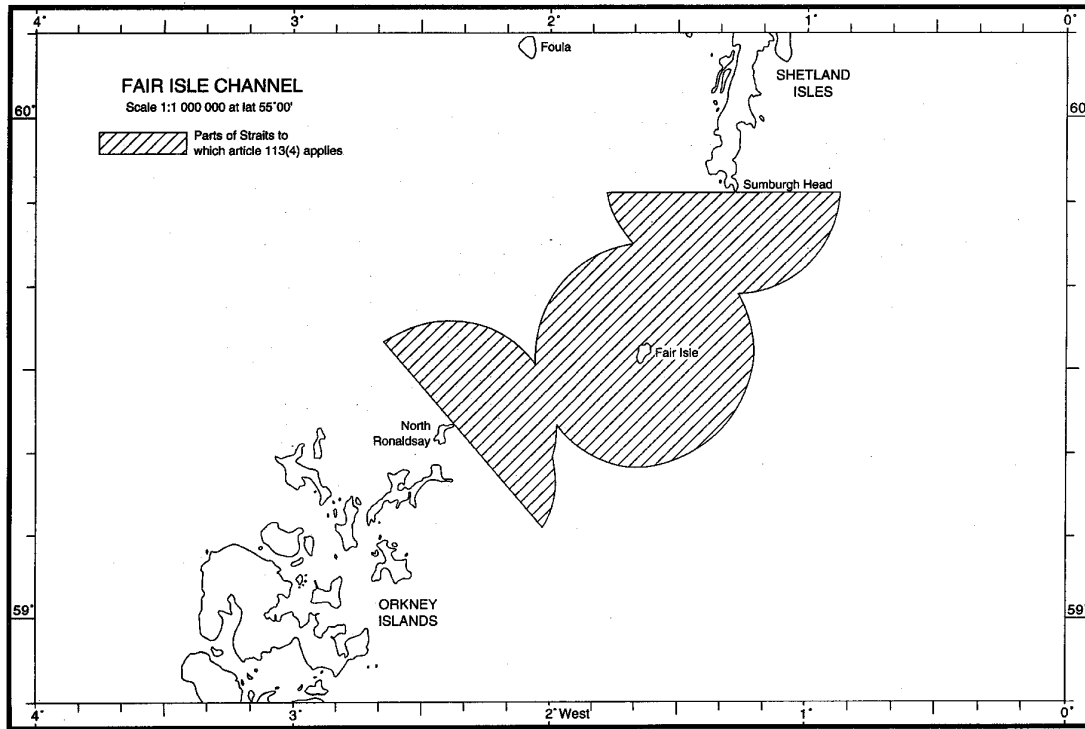 4° 3° 2° 1° 0°
Foula
SHETLAND
ISLES
FAIR ISLE CHANNEL
Scale 1:1 000 000 at lat 55°00'
60° 60
Parts of Straits to
which article 113(4) applies
Sumburgh Head
Fair Isle
North
Ronaldsay
ORKNEY
ISLANDS
59° 59°
4° 3° 2° West 1° 0°